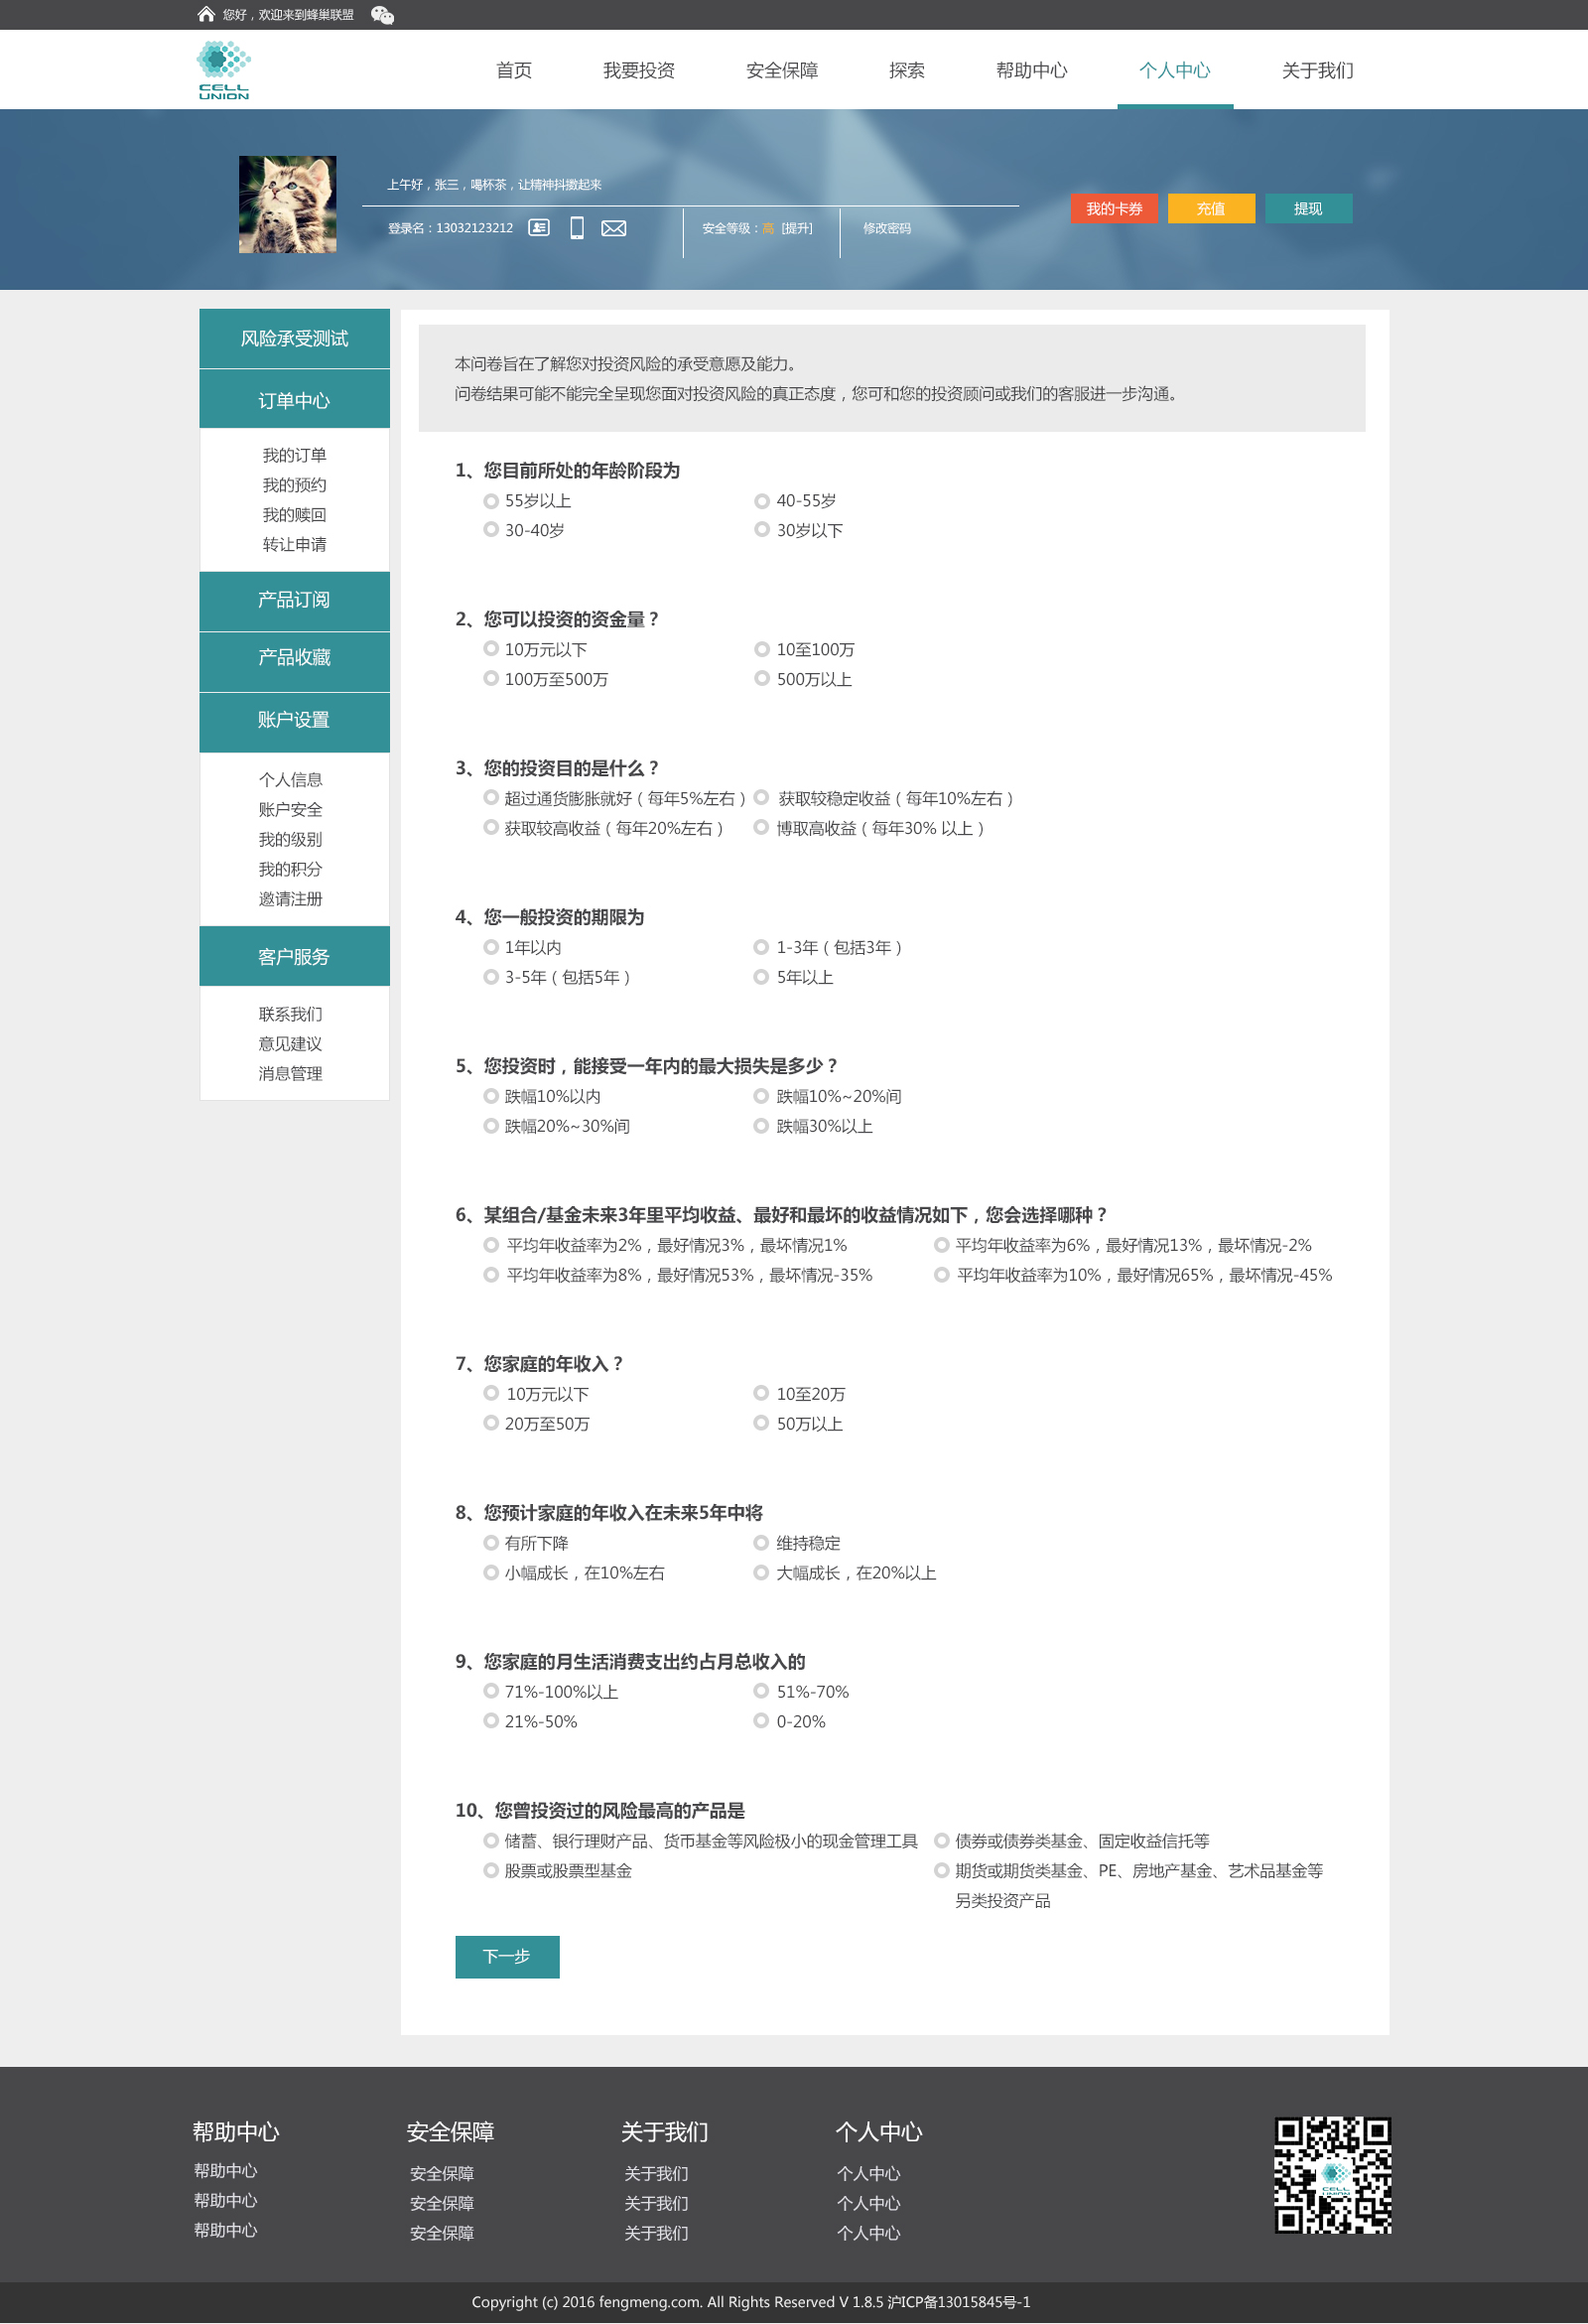 您好，欢迎来到蜂巢联盟
CELL
UNION
首页 我要投资 安全保障 探索 帮助中心 个人中心 关于我们
上午好，张三，喝杯茶，让精神抖擞起来
登录名：13032123212 安全等级：高 [提升] 修改密码
我的卡券 充值 提现
风险承受测试
订单中心
我的订单
我的预约
我的赎回
转让申请
产品订阅
产品收藏
账户设置
个人信息
账户安全
我的级别
我的积分
邀请注册
客户服务
联系我们
意见建议
消息管理
本问卷旨在了解您对投资风险的承受意愿及能力。
问卷结果可能不能完全呈现您面对投资风险的真正态度，您可和您的投资顾问或我们的客服进一步沟通。
1、您目前所处的年龄阶段为
55岁以上 40-55岁
30-40岁 30岁以下
2、您可以投资的资金量？
10万元以下 10至100万
100万至500万 500万以上
3、您的投资目的是什么？
超过通货膨胀就好（每年5%左右） 获取较稳定收益（每年10%左右）
获取较高收益（每年20%左右） 博取高收益（每年30% 以上）
4、您一般投资的期限为
1年以内 1-3年（包括3年）
3-5年（包括5年） 5年以上
5、您投资时，能接受一年内的最大损失是多少？
跌幅10%以内 跌幅10%~20%间
跌幅20%~30%间 跌幅30%以上
6、某组合/基金未来3年里平均收益、最好和最坏的收益情况如下，您会选择哪种？
平均年收益率为2%，最好情况3%，最坏情况1% 平均年收益率为6%，最好情况13%，最坏情况-2%
平均年收益率为8%，最好情况53%，最坏情况-35% 平均年收益率为10%，最好情况65%，最坏情况-45%
7、您家庭的年收入？
10万元以下 10至20万
20万至50万 50万以上
8、您预计家庭的年收入在未来5年中将
有所下降 维持稳定
小幅成长，在10%左右 大幅成长，在20%以上
9、您家庭的月生活消费支出约占月总收入的
71%-100%以上 51%-70%
21%-50% 0-20%
10、您曾投资过的风险最高的产品是
储蓄、银行理财产品、货币基金等风险极小的现金管理工具 债券或债券类基金、固定收益信托等
股票或股票型基金 期货或期货类基金、PE、房地产基金、艺术品基金等
另类投资产品
下一步
帮助中心 安全保障 关于我们 个人中心
帮助中心 安全保障 关于我们 个人中心
帮助中心 安全保障 关于我们 个人中心
帮助中心 安全保障 关于我们 个人中心
CELL
UNION
Copyright (c) 2016 fengmeng.com. All Rights Reserved V 1.8.5 沪ICP备13015845号-1